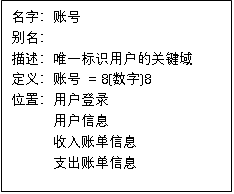 名字：账号
别名：
描述：唯一标识用户的关键域
定义：账号 = 8{数字}8
位置：用户登录
用户信息
收入账单信息
支出账单信息